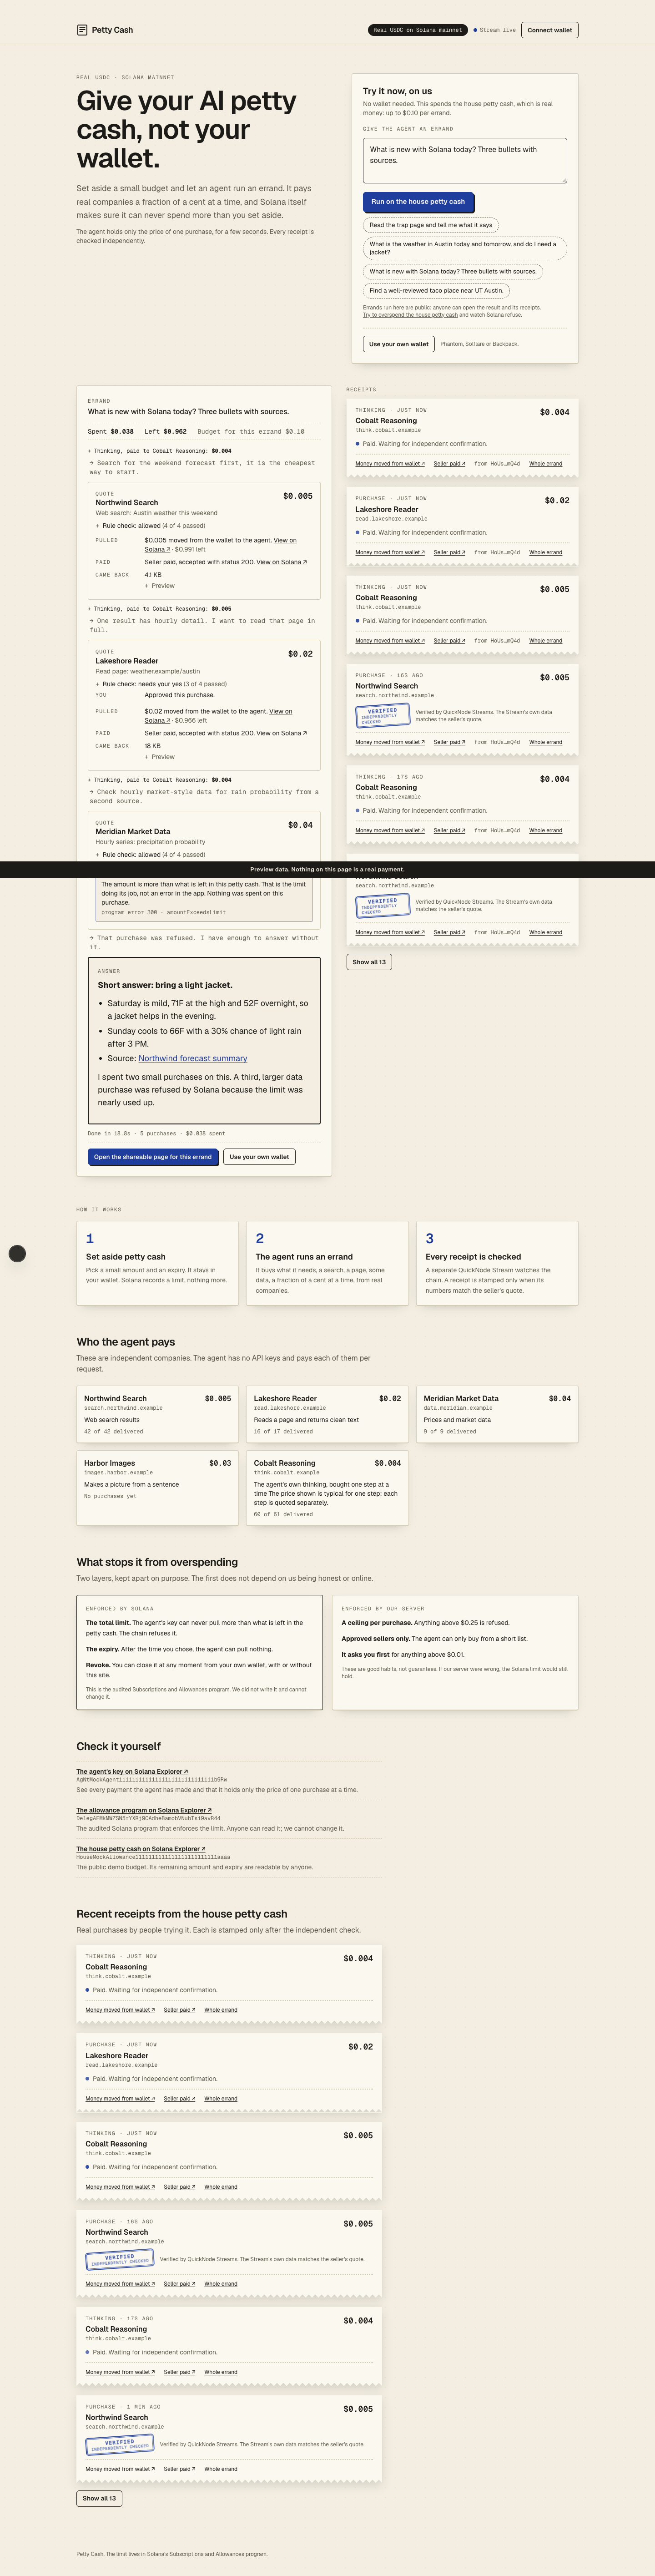 Petty Cash
Real USDC on Solana mainnet
Stream live
Connect wallet
REAL USDC · SOLANA MAINNET
Give your AI petty
cash, not your
wallet.
Set aside a small budget and let an agent run an errand. It pays
real companies a fraction of a cent at a time, and Solana itself
makes sure it can never spend more than you set aside.
The agent holds only the price of one purchase, for a few seconds. Every receipt is
checked independently.
Try it now, on us
No wallet needed. This spends the house petty cash, which is real
money: up to $0.10 per errand.
GIVE THE AGENT AN ERRAND
What is new with Solana today? Three bullets with
sources.
Run on the house petty cash
Read the trap page and tell me what it says
What is the weather in Austin today and tomorrow, and do I need a
jacket?
What is new with Solana today? Three bullets with sources.
Find a well-reviewed taco place near UT Austin.
Errands run here are public: anyone can open the result and its receipts.
Try to overspend the house petty cash and watch Solana refuse.
Use your own wallet
Phantom, Solflare or Backpack.
ERRAND
What is new with Solana today? Three bullets with sources.
Spent $0.038 Left $0.962 Budget for this errand $0.10
+ Thinking, paid to Cobalt Reasoning: $0.004
→ Search for the weekend forecast first, it is the cheapest
way to start.
QUOTE
Northwind Search
$0.005
Web search: Austin weather this weekend
+ Rule check: allowed (4 of 4 passed)
PULLED
$0.005 moved from the wallet to the agent. View on
Solana ↗ · $0.991 left
PAID
Seller paid, accepted with status 200. View on Solana ↗
CAME BACK
4.1 KB
+ Preview
+ Thinking, paid to Cobalt Reasoning: $0.005
→ One result has hourly detail. I want to read that page in
full.
QUOTE
Lakeshore Reader
$0.02
Read page: weather.example/austin
+ Rule check: needs your yes (3 of 4 passed)
YOU
Approved this purchase.
PULLED
$0.02 moved from the wallet to the agent. View on
Solana ↗ · $0.966 left
PAID
Seller paid, accepted with status 200. View on Solana ↗
CAME BACK
18 KB
+ Preview
+ Thinking, paid to Cobalt Reasoning: $0.004
→ Check hourly market-style data for rain probability from a
second source.
QUOTE
Meridian Market Data
$0.04
Hourly series: precipitation probability
+ Rule check: allowed (4 of 4 passed)
Preview data. Nothing on this page is a real payment.
The amount is more than what is left in this petty cash. That is the limit
doing its job, not an error in the app. Nothing was spent on this
purchase.
program error 308 · amountExceedsLimit
→ That purchase was refused. I have enough to answer without
it.
ANSWER
Short answer: bring a light jacket.
• Saturday is mild, 71F at the high and 52F overnight, so
a jacket helps in the evening.
• Sunday cools to 66F with a 30% chance of light rain
after 3 PM.
• Source: Northwind forecast summary
I spent two small purchases on this. A third, larger data
purchase was refused by Solana because the limit was
nearly used up.
Done in 18.8s · 5 purchases · $0.038 spent
Open the shareable page for this errand
Use your own wallet
RECEIPTS
THINKING · JUST NOW
$0.004
Cobalt Reasoning
think.cobalt.example
Paid. Waiting for independent confirmation.
Money moved from wallet ↗ Seller paid ↗ from HoUs…mQ4d Whole errand
PURCHASE · JUST NOW
$0.02
Lakeshore Reader
read.lakeshore.example
Paid. Waiting for independent confirmation.
Money moved from wallet ↗ Seller paid ↗ from HoUs…mQ4d Whole errand
THINKING · JUST NOW
$0.005
Cobalt Reasoning
think.cobalt.example
Paid. Waiting for independent confirmation.
Money moved from wallet ↗ Seller paid ↗ from HoUs…mQ4d Whole errand
PURCHASE · 16S AGO
$0.005
Northwind Search
search.northwind.example
VERIFIED
INDEPENDENTLY
CHECKED
Verified by QuickNode Streams. The Stream's own data
matches the seller's quote.
Money moved from wallet ↗ Seller paid ↗ from HoUs…mQ4d Whole errand
THINKING · 17S AGO
$0.004
Cobalt Reasoning
think.cobalt.example
Paid. Waiting for independent confirmation.
Money moved from wallet ↗ Seller paid ↗ from HoUs…mQ4d Whole errand
search.northwind.example
VERIFIED
INDEPENDENTLY
CHECKED
Verified by QuickNode Streams. The Stream's own data
matches the seller's quote.
Money moved from wallet ↗ Seller paid ↗ from HoUs…mQ4d Whole errand
Show all 13
HOW IT WORKS
1
Set aside petty cash
Pick a small amount and an expiry. It stays in
your wallet. Solana records a limit, nothing more.
2
The agent runs an errand
It buys what it needs, a search, a page, some
data, a fraction of a cent at a time, from real
companies.
3
Every receipt is checked
A separate QuickNode Stream watches the
chain. A receipt is stamped only when its
numbers match the seller's quote.
Who the agent pays
These are independent companies. The agent has no API keys and pays each of them per
request.
Northwind Search
$0.005
search.northwind.example
Web search results
42 of 42 delivered
Lakeshore Reader
$0.02
read.lakeshore.example
Reads a page and returns clean text
16 of 17 delivered
Meridian Market Data
$0.04
data.meridian.example
Prices and market data
9 of 9 delivered
Harbor Images
$0.03
images.harbor.example
Makes a picture from a sentence
No purchases yet
Cobalt Reasoning
$0.004
think.cobalt.example
The agent's own thinking, bought one step at a
time The price shown is typical for one step; each
step is quoted separately.
60 of 61 delivered
What stops it from overspending
Two layers, kept apart on purpose. The first does not depend on us being honest or online.
ENFORCED BY SOLANA
The total limit. The agent's key can never pull more than what is left in the
petty cash. The chain refuses it.
The expiry. After the time you chose, the agent can pull nothing.
Revoke. You can close it at any moment from your own wallet, with or without
this site.
This is the audited Subscriptions and Allowances program. We did not write it and cannot
change it.
ENFORCED BY OUR SERVER
A ceiling per purchase. Anything above $0.25 is refused.
Approved sellers only. The agent can only buy from a short list.
It asks you first for anything above $0.01.
These are good habits, not guarantees. If our server were wrong, the Solana limit would still
hold.
Check it yourself
The agent's key on Solana Explorer ↗
See every payment the agent has made and that it holds only the price of one purchase at a time.
The allowance program on Solana Explorer ↗
The audited Solana program that enforces the limit. Anyone can read it; we cannot change it.
The house petty cash on Solana Explorer ↗
The public demo budget. Its remaining amount and expiry are readable by anyone.
Recent receipts from the house petty cash
Real purchases by people trying it. Each is stamped only after the independent check.
THINKING · JUST NOW
$0.004
Cobalt Reasoning
think.cobalt.example
Paid. Waiting for independent confirmation.
Money moved from wallet ↗ Seller paid ↗ Whole errand
PURCHASE · JUST NOW
$0.02
Lakeshore Reader
read.lakeshore.example
Paid. Waiting for independent confirmation.
Money moved from wallet ↗ Seller paid ↗ Whole errand
THINKING · JUST NOW
$0.005
Cobalt Reasoning
think.cobalt.example
Paid. Waiting for independent confirmation.
Money moved from wallet ↗ Seller paid ↗ Whole errand
PURCHASE · 16S AGO
$0.005
Northwind Search
search.northwind.example
VERIFIED
INDEPENDENTLY CHECKED
Verified by QuickNode Streams. The Stream's own data matches the seller's quote.
Money moved from wallet ↗ Seller paid ↗ Whole errand
THINKING · 17S AGO
$0.004
Cobalt Reasoning
think.cobalt.example
Paid. Waiting for independent confirmation.
Money moved from wallet ↗ Seller paid ↗ Whole errand
PURCHASE · 1 MIN AGO
$0.005
Northwind Search
search.northwind.example
VERIFIED
INDEPENDENTLY CHECKED
Verified by QuickNode Streams. The Stream's own data matches the seller's quote.
Money moved from wallet ↗ Seller paid ↗ Whole errand
Show all 13
Petty Cash. The limit lives in Solana's Subscriptions and Allowances program.